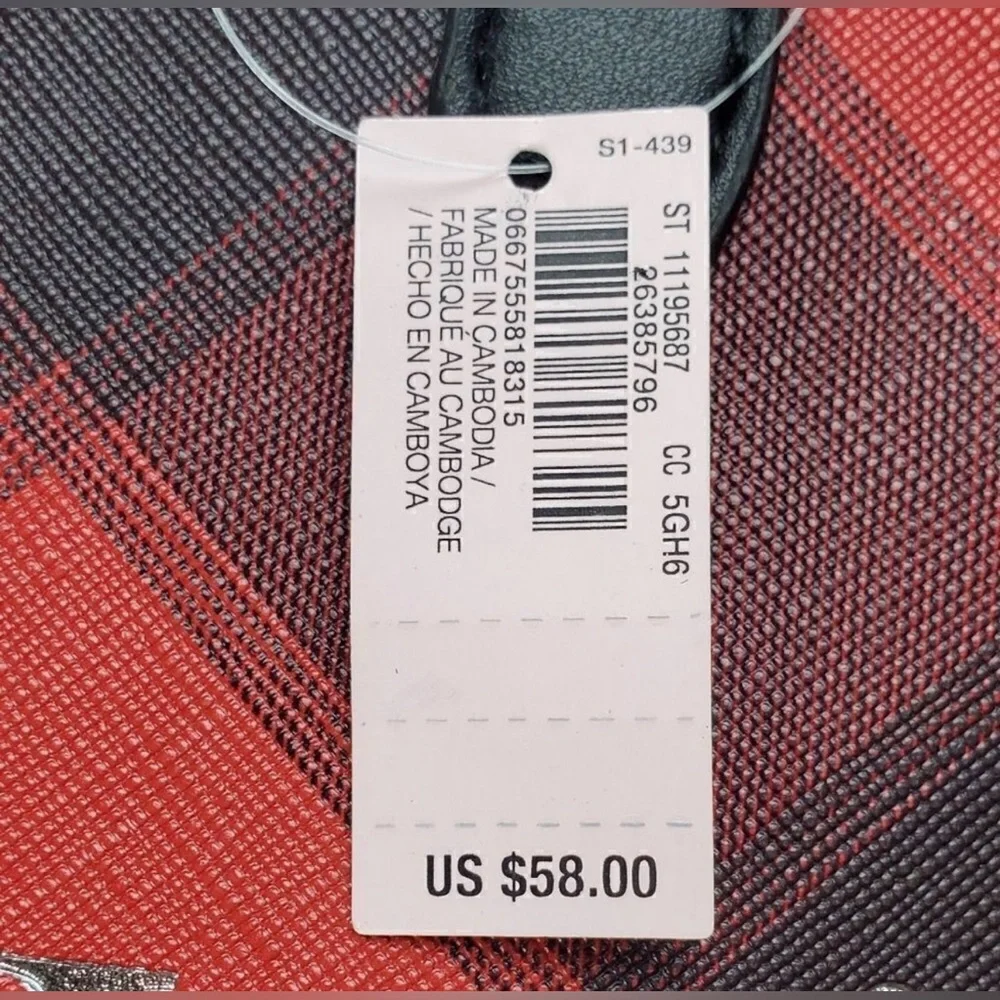 S1-439
ST 11195687 CC 5GH6
26385796
0667555818315
MADE IN CAMBODIA /
FABRIQUÉ AU CAMBODGE
/ HECHO EN CAMBOYA
US $58.00